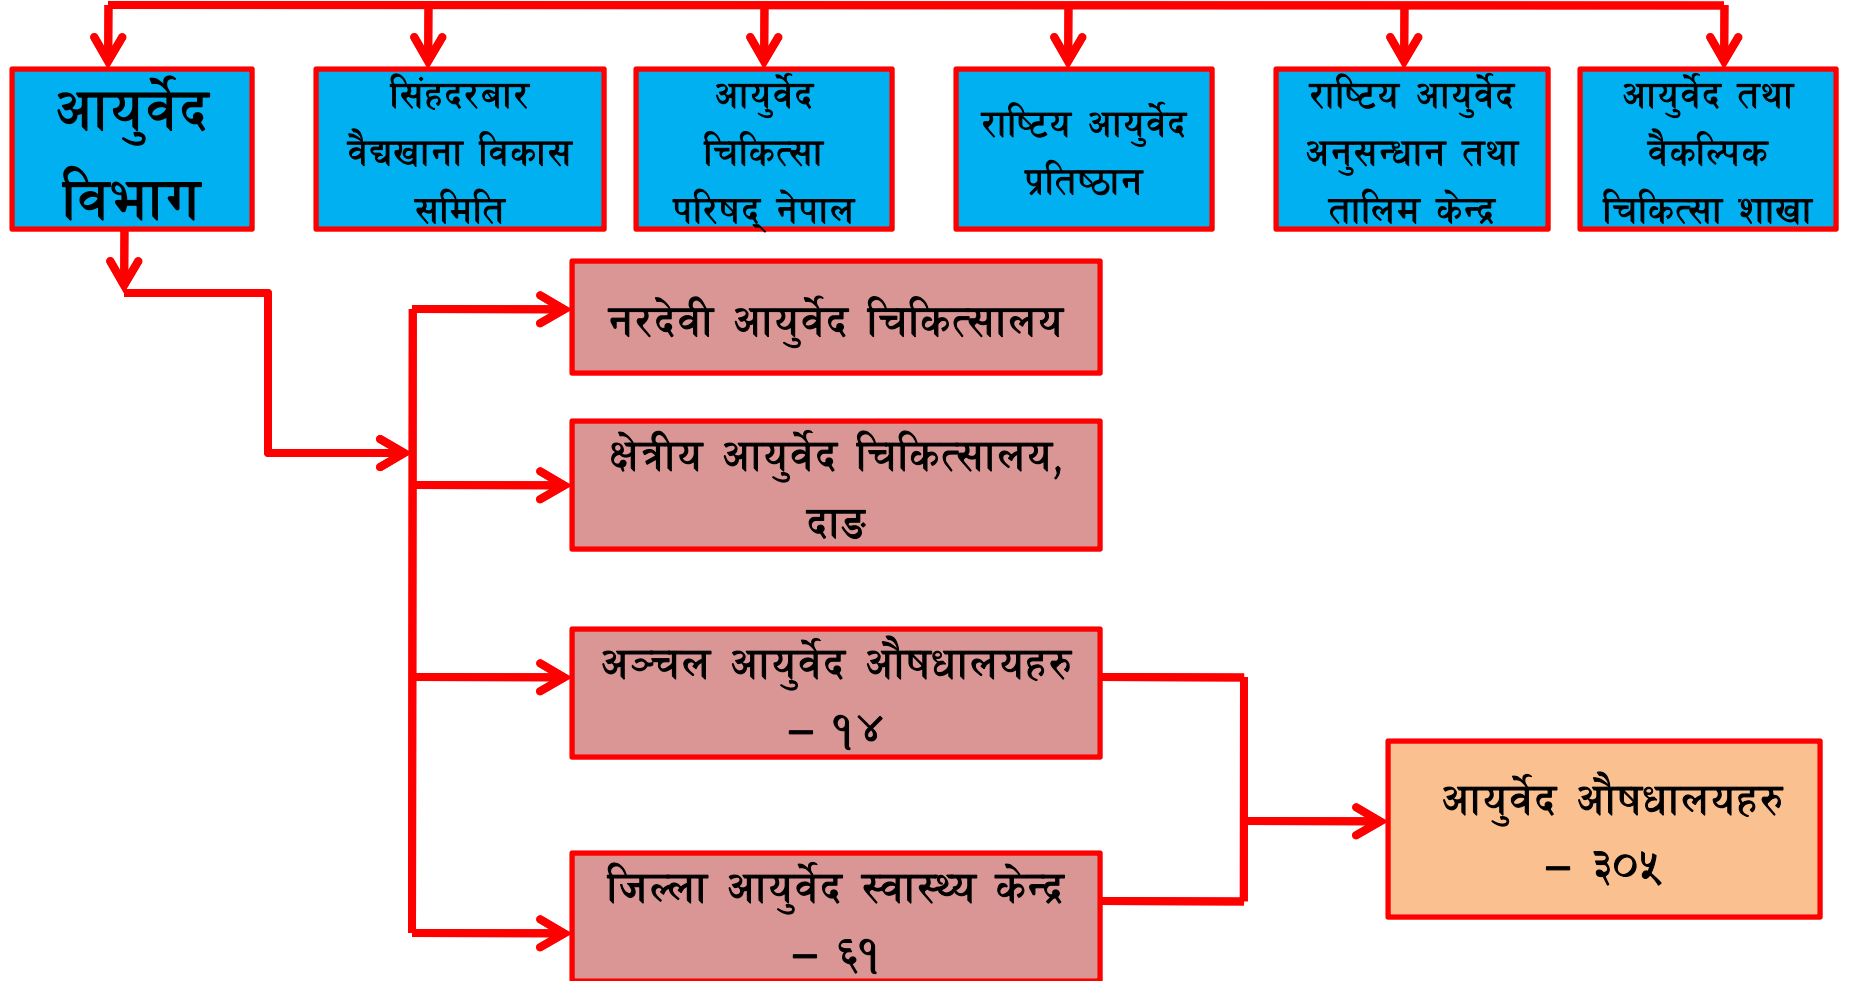 आयुर्वेद
विभाग
सिंहदरबार
वैद्यखाना विकास
समिति
आयुर्वेद
चिकित्सा
परिषद् नेपाल
राष्टिय आयुर्वेद
प्रतिष्ठान
राष्टिय आयुर्वेद
अनुसन्धान तथा
तालिम केन्द्र
आयुर्वेद तथा
वैकल्पिक
चिकित्सा शाखा
नरदेवी आयुर्वेद चिकित्सालय
क्षेत्रीय आयुर्वेद चिकित्सालय,
दाङ
अञ्चल आयुर्वेद औषधालयहरु
– १४
आयुर्वेद औषधालयहरु
– ३०५
जिल्ला आयुर्वेद स्वास्थ्य केन्द्र
– ६१